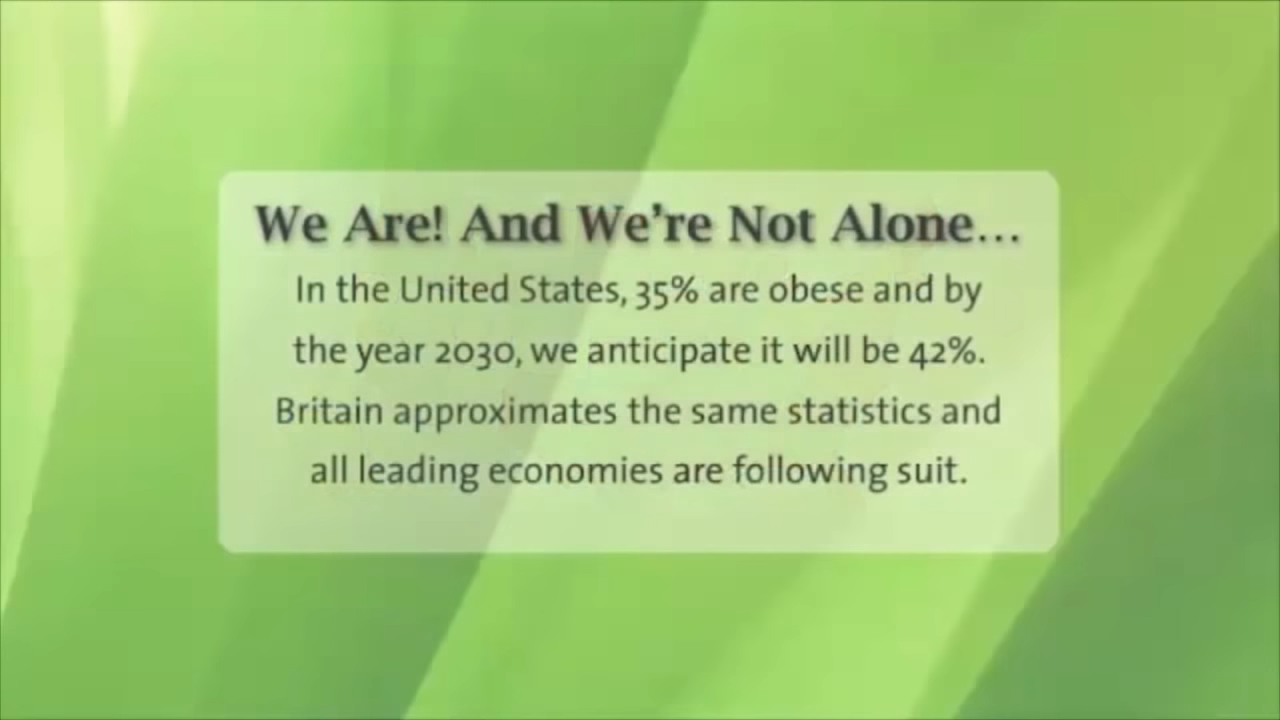 We Are! And We're Not Alone...
In the United States, 35% are obese and by
the year 2030, we anticipate it will be 42%.
Britain approximates the same statistics and
all leading economies are following suit.